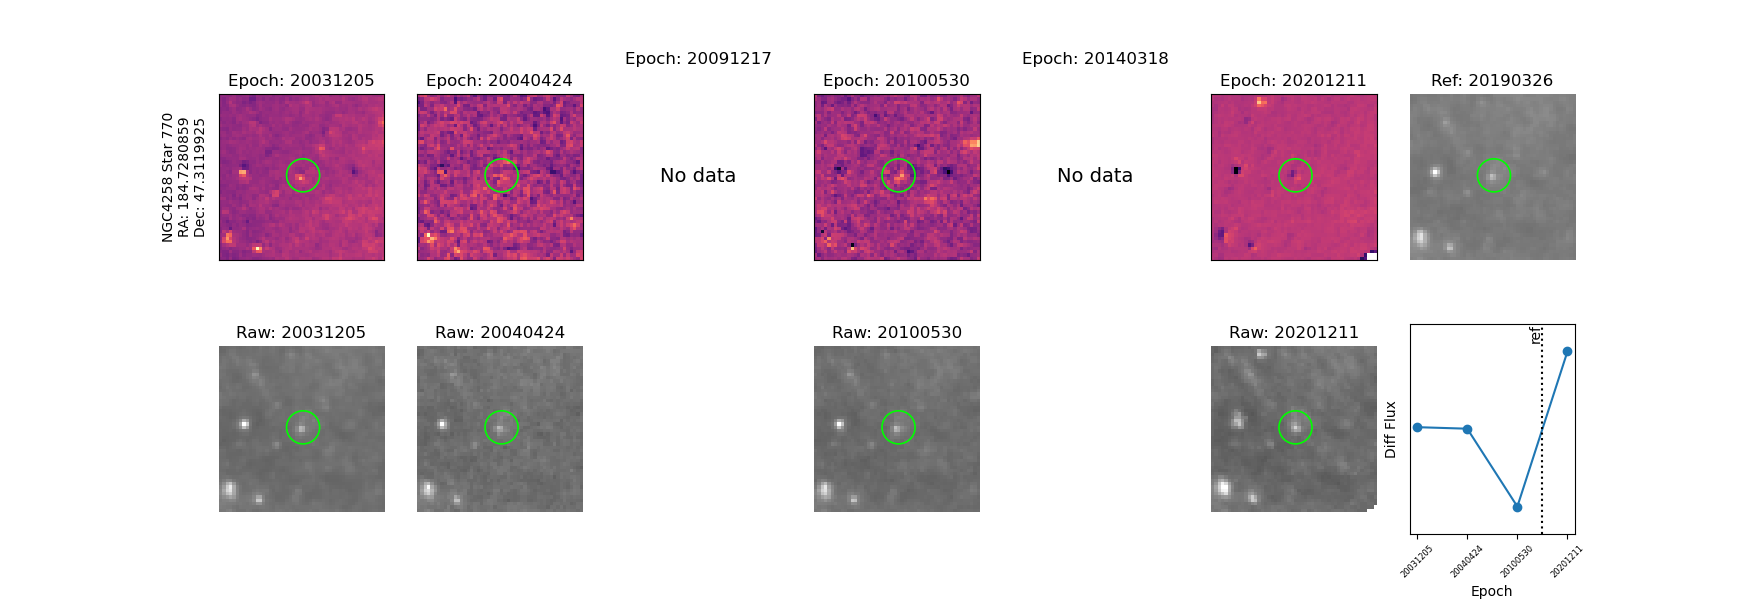 Epoch: 20091217
Epoch: 20140318
Epoch: 20031205
Epoch: 20040424
Epoch: 20100530
Epoch: 20201211
Ref: 20190326
NGC4258 Star 770
RA: 184.7280859
Dec: 47.3119925
No data
No data
Raw: 20031205
Raw: 20040424
Raw: 20100530
Raw: 20201211
ref
Diff Flux
20031205
20040424
20100530
20201211
Epoch